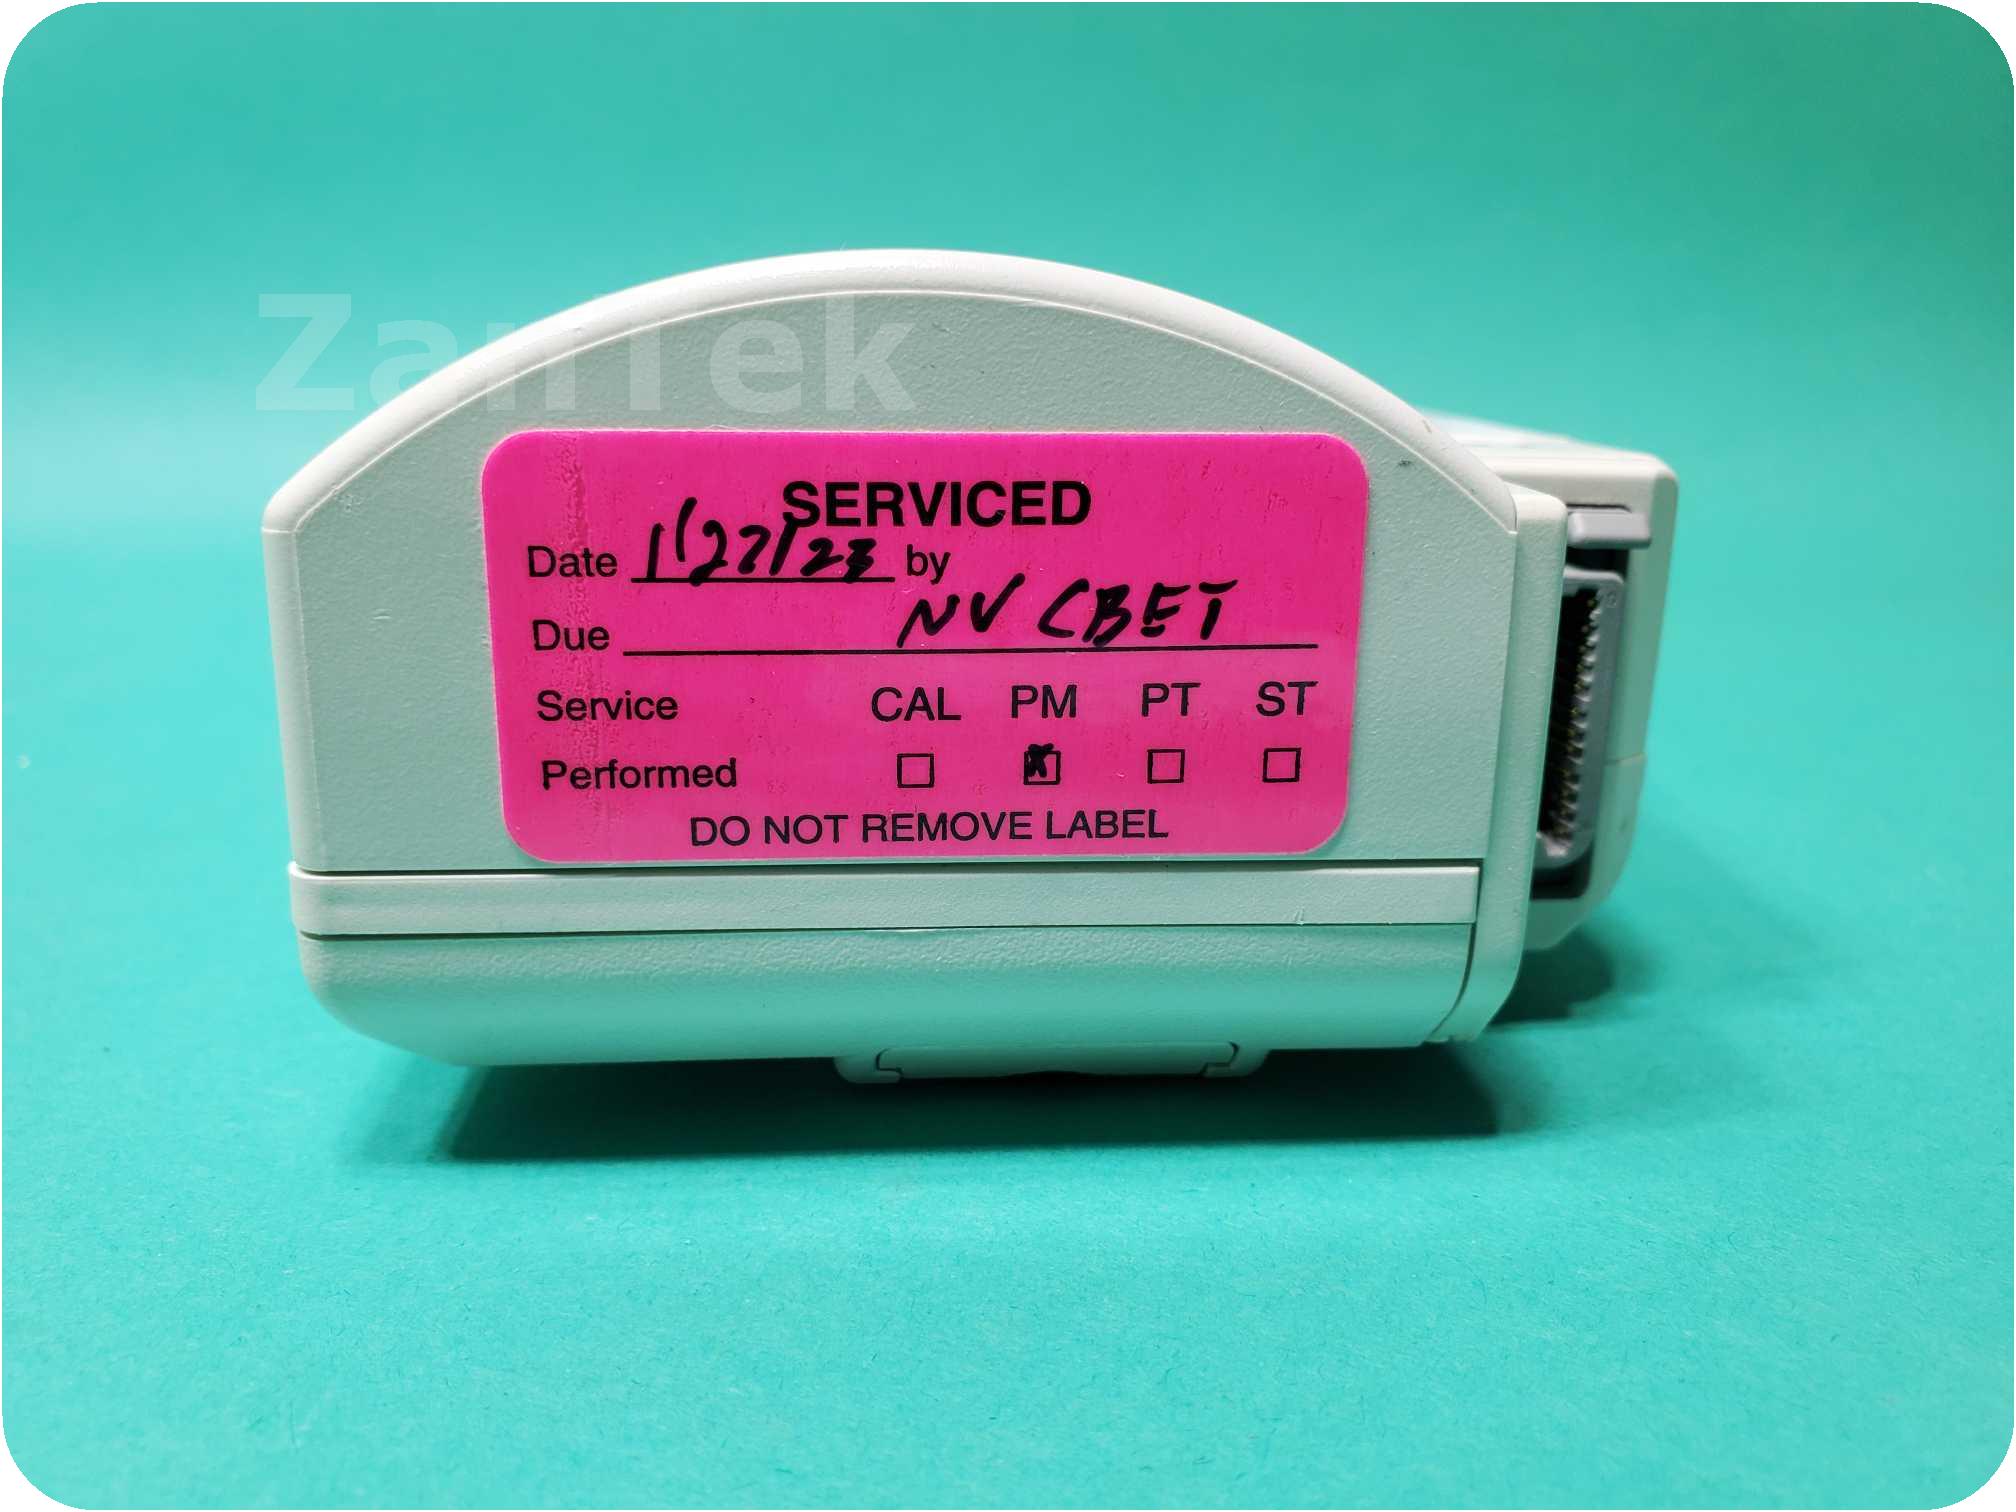 ZamTek
SERVICED
Date 1/27/23 by
NV CBET
Due
Service CAL PM PT ST
Performed
DO NOT REMOVE LABEL